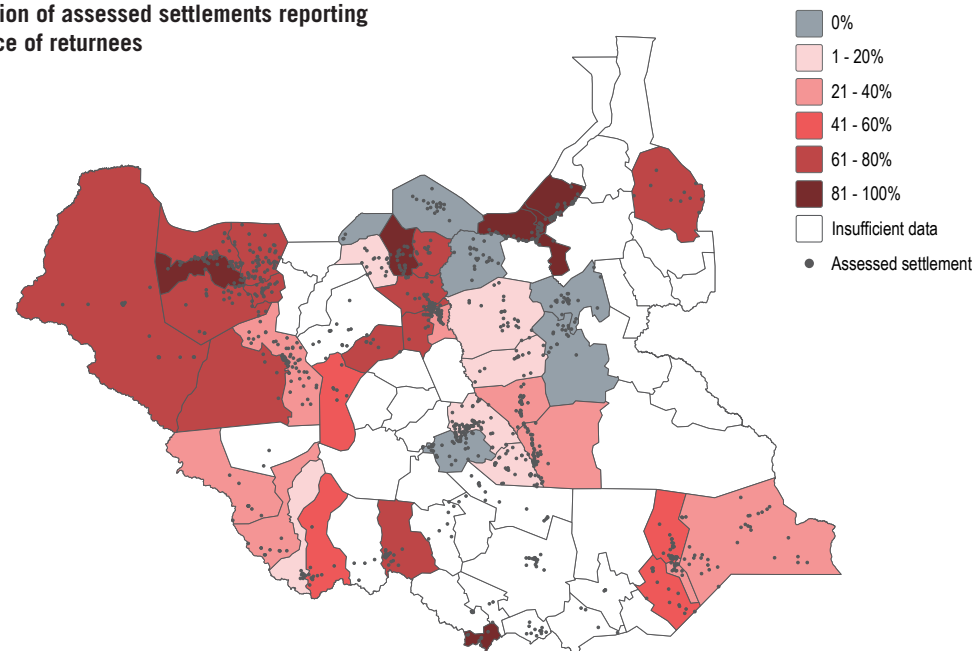 ion of assessed settlements reporting
ce of returnees
0%
1 - 20%
21 - 40%
41 - 60%
61 - 80%
81 - 100%
Insufficient data
Assessed settlement